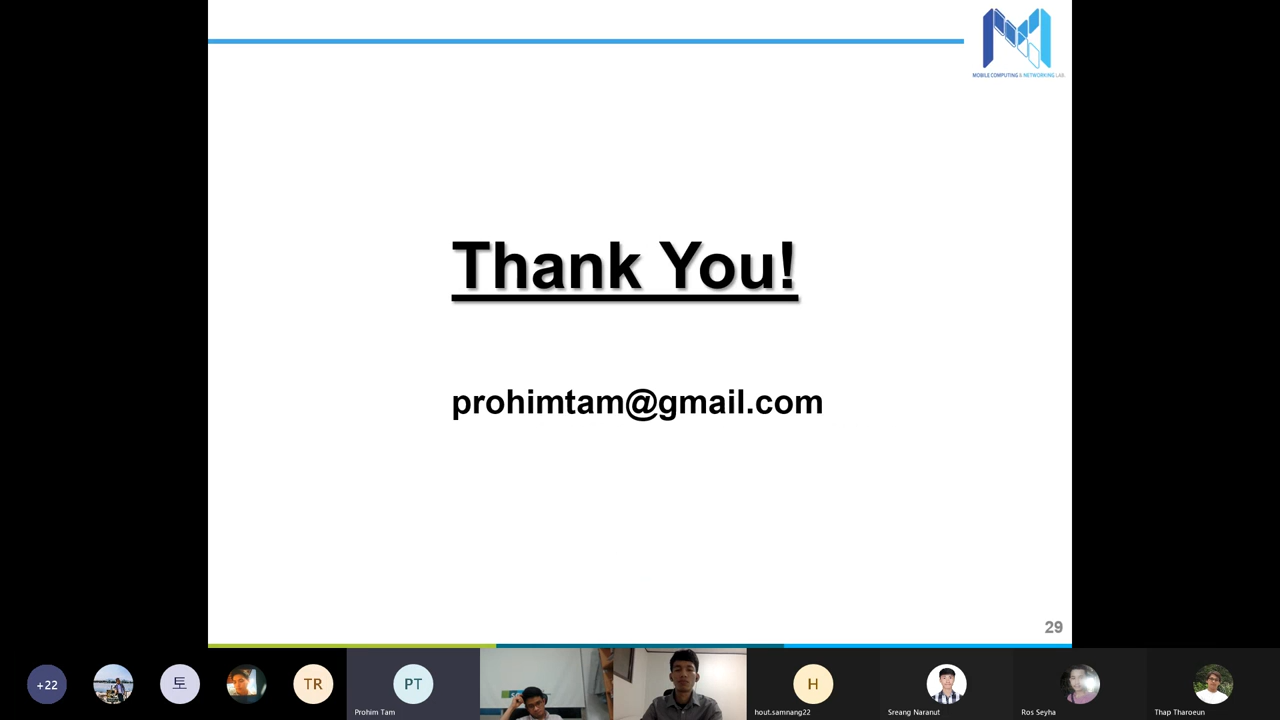 MOBILE COMPUTING & NETWORKING LAB.
Thank You!
prohimtam@gmail.com
29
+22
토
TR
PT
Prohim Tam
H
hout.samnang22
Sreang Naranut
Ros Seyha
Thap Tharoeun